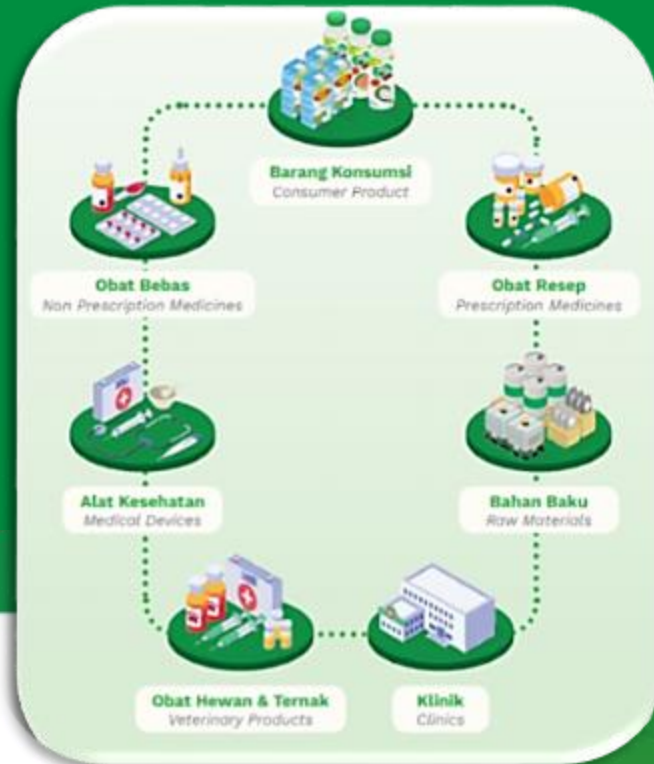 Barang Konsumsi
Consumer Product
Obat Bebas
Non Prescription Medicines
Obat Resep
Prescription Medicines
Alat Kesehatan
Medical Devices
Bahan Baku
Raw Materials
Obat Hewan & Ternak
Veterinary Products
Klinik
Clinics